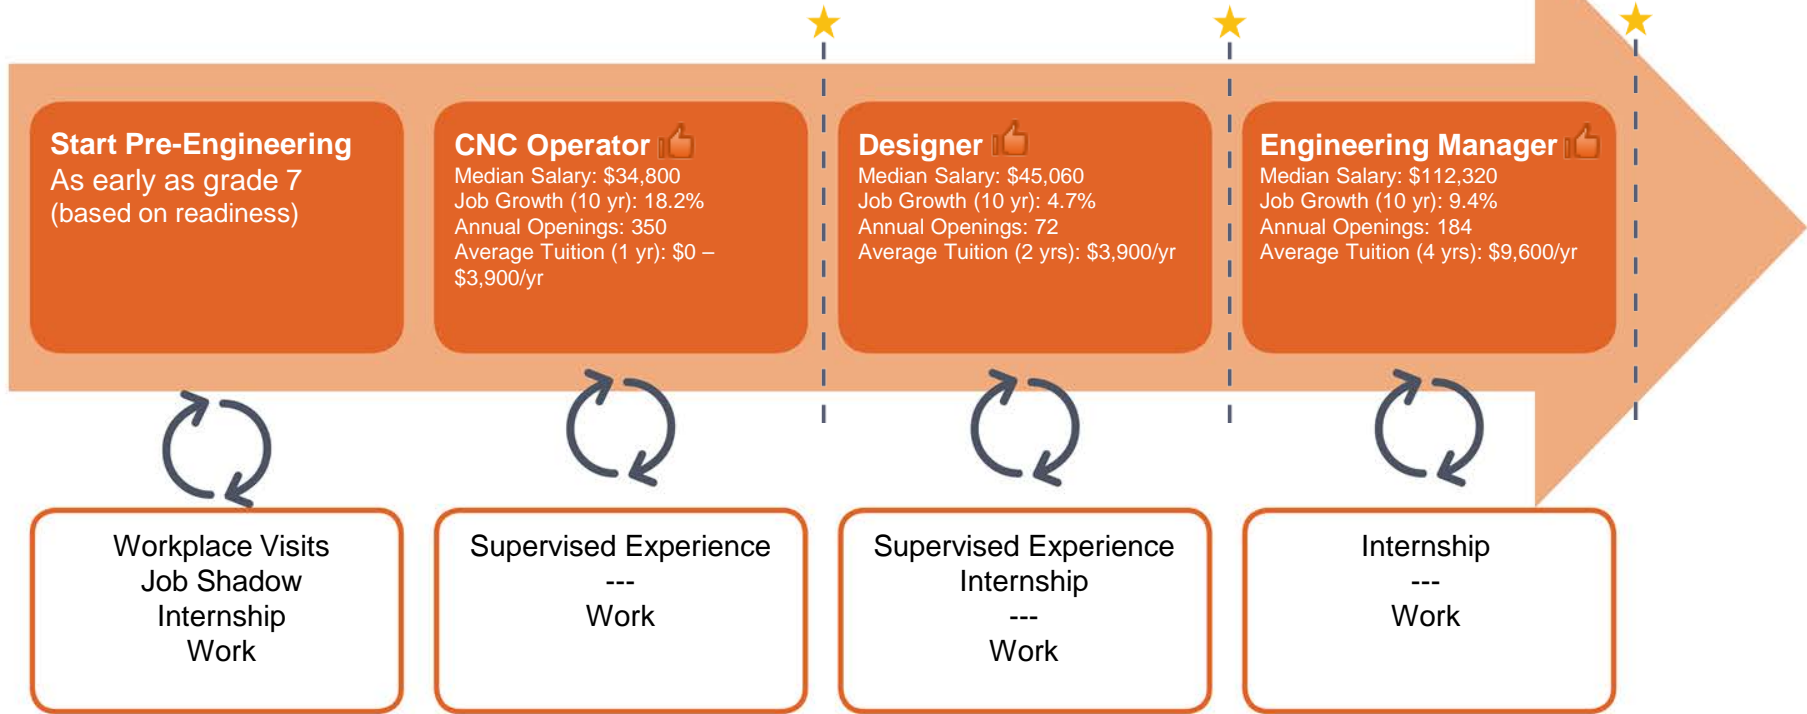 Start Pre-Engineering
As early as grade 7
(based on readiness)
CNC Operator
Median Salary: $34,800
Job Growth (10 yr): 18.2%
Annual Openings: 350
Average Tuition (1 yr): $0 –
$3,900/yr
Designer
Median Salary: $45,060
Job Growth (10 yr): 4.7%
Annual Openings: 72
Average Tuition (2 yrs): $3,900/yr
Engineering Manager
Median Salary: $112,320
Job Growth (10 yr): 9.4%
Annual Openings: 184
Average Tuition (4 yrs): $9,600/yr
Workplace Visits
Job Shadow
Internship
Work
Supervised Experience
---
Work
Supervised Experience
Internship
---
Work
Internship
---
Work